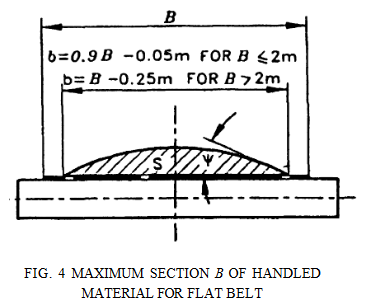 B
b=0.9B -0.05m FOR B ≤ 2m
b= B -0.25m FOR B > 2m
S ψ
FIG. 4 MAXIMUM SECTION B OF HANDLED
MATERIAL FOR FLAT BELT